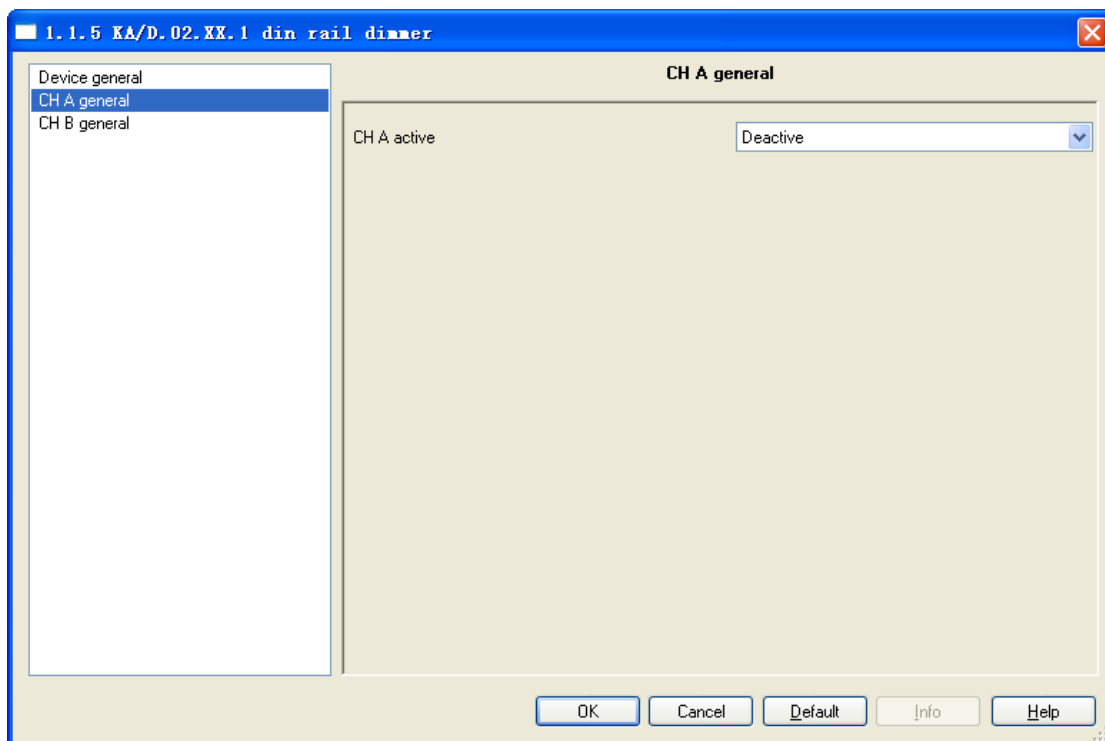 1.1.5 KA/D.02.XX.1 din rail dimmer
Device general
CH A general
CH B general
CH A general
CH A active
Deactive
OK
Cancel
Default
Info
Help